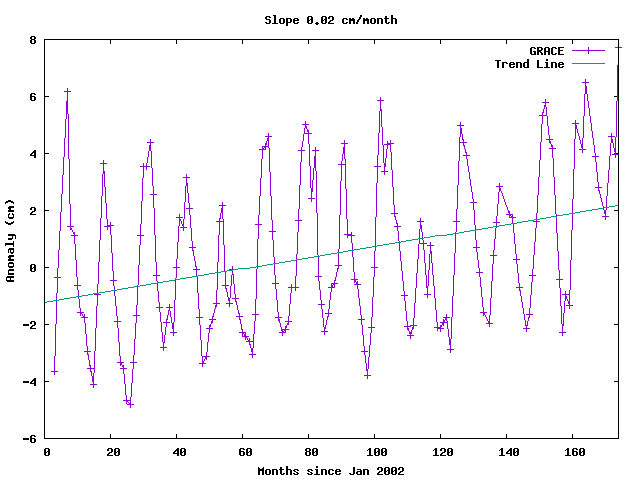 Slope 0.02 cm/month
GRACE
Trend Line
Anomaly (cm)
8
6
4
2
0
-2
-4
-6
0 20 40 60 80 100 120 140 160
Months since Jan 2002